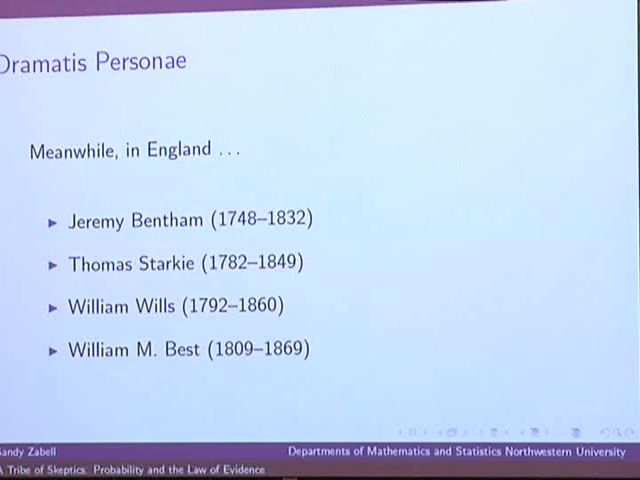 Dramatis Personae
Meanwhile, in England . . .
Jeremy Bentham (1748–1832)
Thomas Starkie (1782–1849)
William Wills (1792–1860)
William M. Best (1809–1869)
Sandy Zabell
Departments of Mathematics and Statistics Northwestern University
A Tribe of Skeptics: Probability and the Law of Evidence